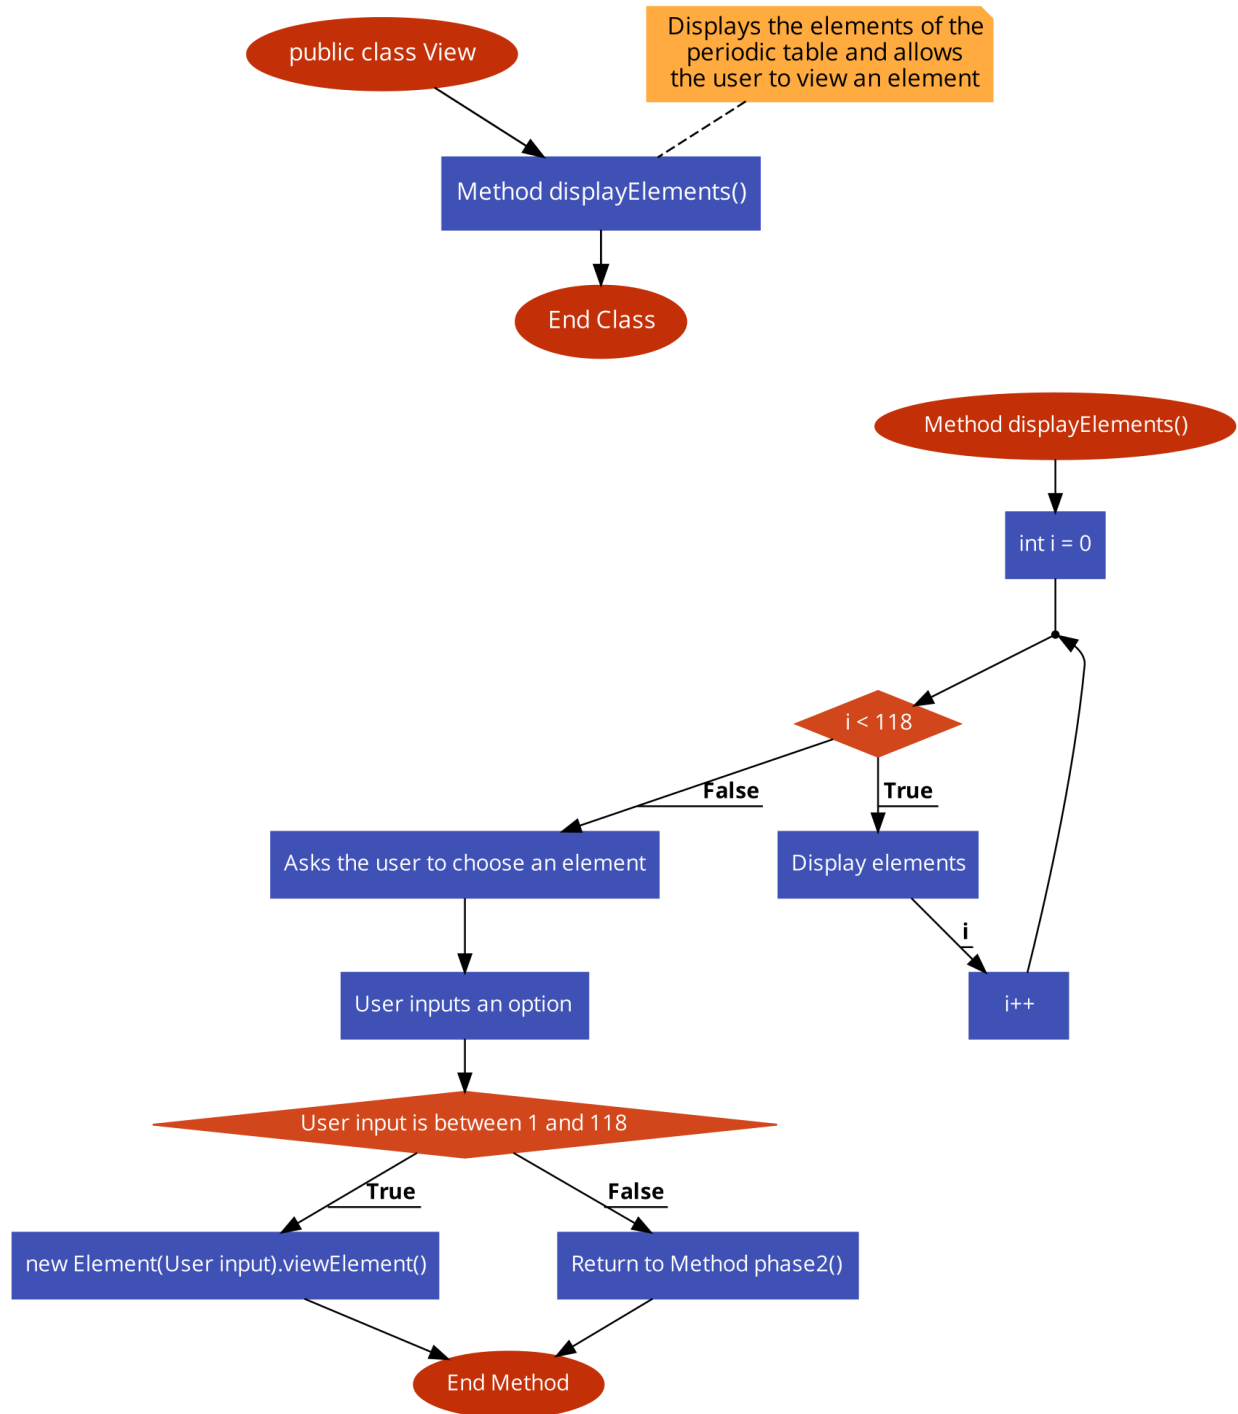 public class View
Displays the elements of the
periodic table and allows
the user to view an element
Method displayElements()
End Class
Method displayElements()
int i = 0
i < 118
False
True
Asks the user to choose an element
Display elements
i
User inputs an option
i++
User input is between 1 and 118
True
False
new Element(User input).viewElement()
Return to Method phase2()
End Method